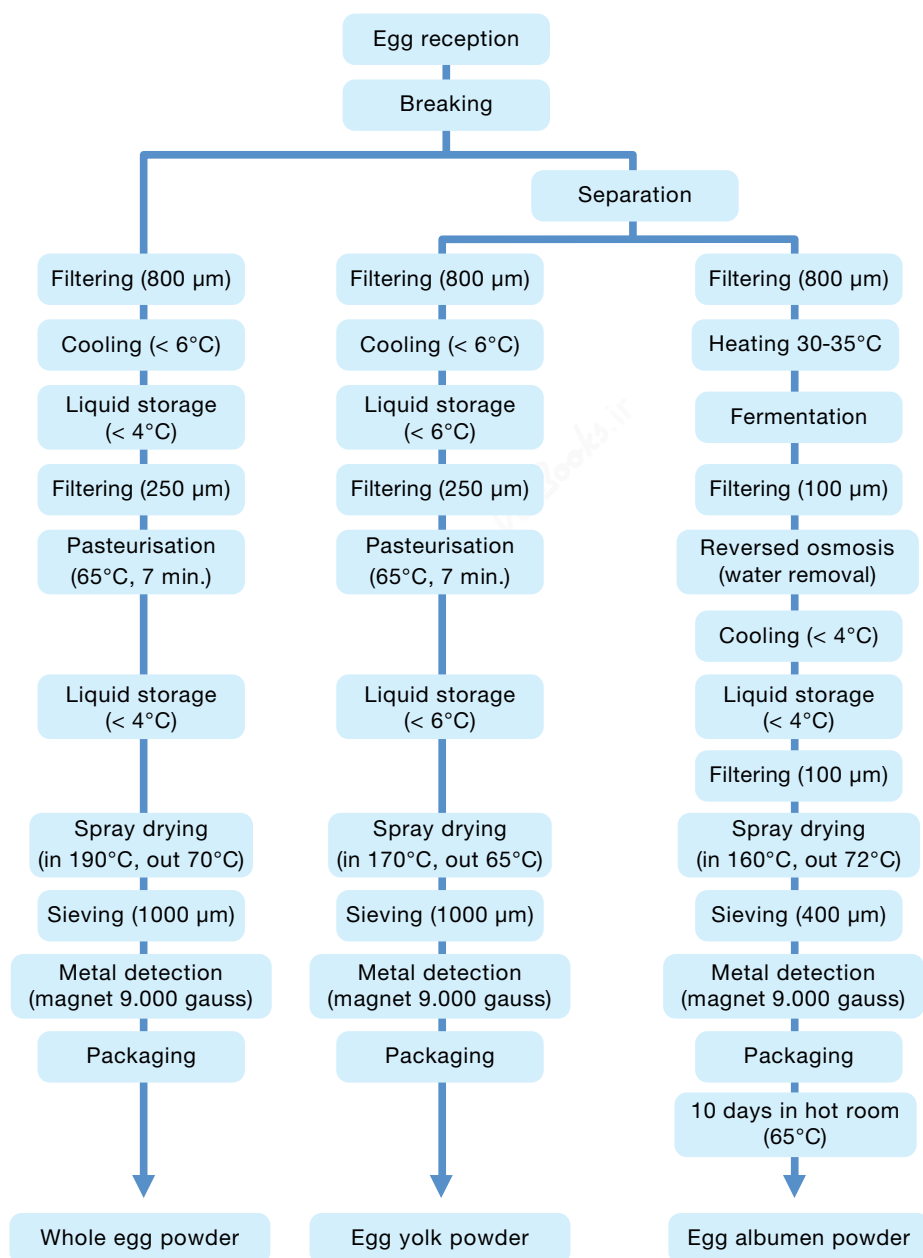 Egg reception
Breaking
Separation
Filtering (800 µm)
Cooling (< 6°C)
Liquid storage
(< 4°C)
Filtering (250 µm)
Pasteurisation
(65°C, 7 min.)
Liquid storage
(< 4°C)
Spray drying
(in 190°C, out 70°C)
Sieving (1000 µm)
Metal detection
(magnet 9.000 gauss)
Packaging
Whole egg powder
Filtering (800 µm)
Cooling (< 6°C)
Liquid storage
(< 6°C)
Filtering (250 µm)
Pasteurisation
(65°C, 7 min.)
Liquid storage
(< 6°C)
Spray drying
(in 170°C, out 65°C)
Sieving (1000 µm)
Metal detection
(magnet 9.000 gauss)
Packaging
Egg yolk powder
Filtering (800 µm)
Heating 30-35°C
Fermentation
Filtering (100 µm)
Reversed osmosis
(water removal)
Cooling (< 4°C)
Liquid storage
(< 4°C)
Filtering (100 µm)
Spray drying
(in 160°C, out 72°C)
Sieving (400 µm)
Metal detection
(magnet 9.000 gauss)
Packaging
10 days in hot room
(65°C)
Egg albumen powder